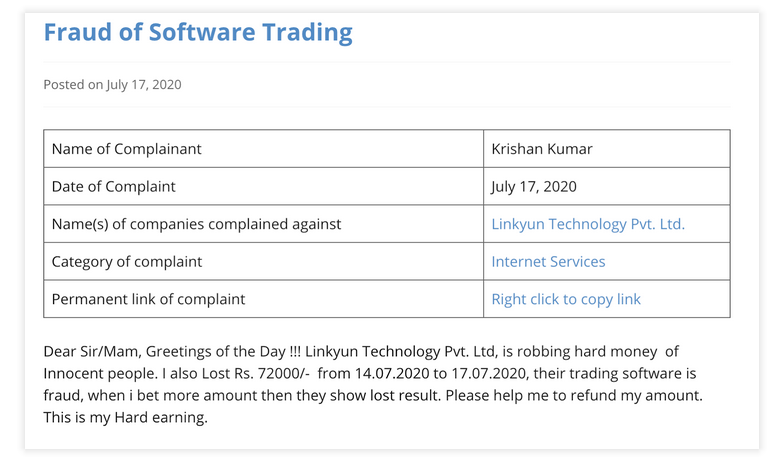 Fraud of Software Trading
Posted on July 17, 2020
Name of Complainant Krishan Kumar
Date of Complaint July 17, 2020
Name(s) of companies complained against Linkyun Technology Pvt. Ltd.
Category of complaint Internet Services
Permanent link of complaint Right click to copy link
Dear Sir/Mam, Greetings of the Day !!! Linkyun Technology Pvt. Ltd, is robbing hard money  of
Innocent people. I also Lost Rs. 72000/-  from 14.07.2020 to 17.07.2020, their trading software is
fraud, when i bet more amount then they show lost result. Please help me to refund my amount.
This is my Hard earning.